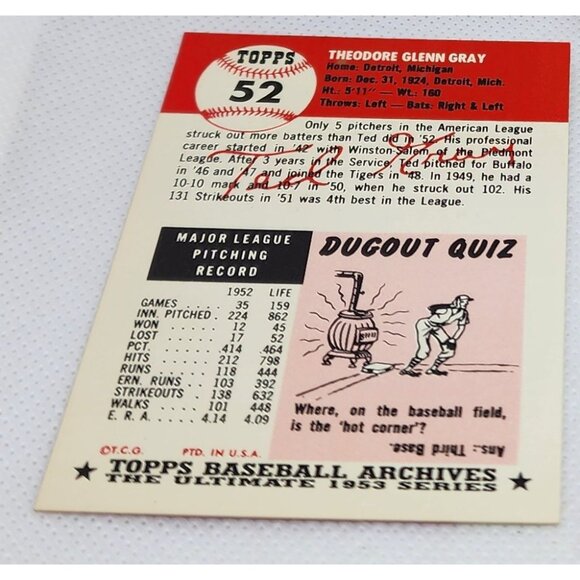 TOPPS
52
THEODORE GLENN GRAY
Home: Detroit, Michigan
Born: Dec. 31, 1924, Detroit, Mich.
Ht.: 5'11" — Wt.: 160
Throws: Left — Bats: Right & Left
Only 5 pitchers in the American League
struck out more batters than Ted did in '52. His professional
career started in '42 with Winston-Salem of the Piedmont
League. After 3 years in the Service, Ted pitched for Buffalo
in '46 and '47 and joined the Tigers in '48. In 1949, he had a
10-10 mark and 10-7 in '50, when he struck out 102. His
131 Strikeouts in '51 was 4th best in the League.
Ted Gray
MAJOR LEAGUE
PITCHING
RECORD
1952 LIFE
GAMES 35 159
INN. PITCHED 224 862
WON 12 45
LOST 17 52
PCT. .414 .464
HITS 212 798
RUNS 118 444
ERN. RUNS 103 392
STRIKEOUTS 138 632
WALKS 101 448
E.R.A. 4.14 4.09
DUGOUT QUIZ
Where, on the baseball field,
is the 'hot corner'?
Ans.: Third Base.
©T.C.G. PTD. IN U.S.A.
★ TOPPS BASEBALL ARCHIVES ★
THE ULTIMATE 1953 SERIES